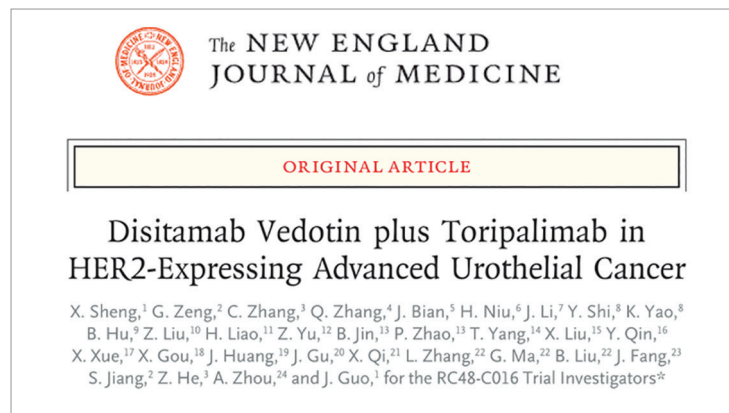 The NEW ENGLAND
JOURNAL of MEDICINE
ORIGINAL ARTICLE
Disitamab Vedotin plus Toripalimab in
HER2-Expressing Advanced Urothelial Cancer
X. Sheng,¹ G. Zeng,² C. Zhang,³ Q. Zhang,⁴ J. Bian,⁵ H. Niu,⁶ J. Li,⁷ Y. Shi,⁸ K. Yao,⁸
B. Hu,⁹ Z. Liu,¹⁰ H. Liao,¹¹ Z. Yu,¹² B. Jin,¹³ P. Zhao,¹³ T. Yang,¹⁴ X. Liu,¹⁵ Y. Qin,¹⁶
X. Xue,¹⁷ X. Gou,¹⁸ J. Huang,¹⁹ J. Gu,²⁰ X. Qi,²¹ L. Zhang,²² G. Ma,²² B. Liu,²² J. Fang,²³
S. Jiang,² Z. He,³ A. Zhou,²⁴ and J. Guo,¹ for the RC48-C016 Trial Investigators*